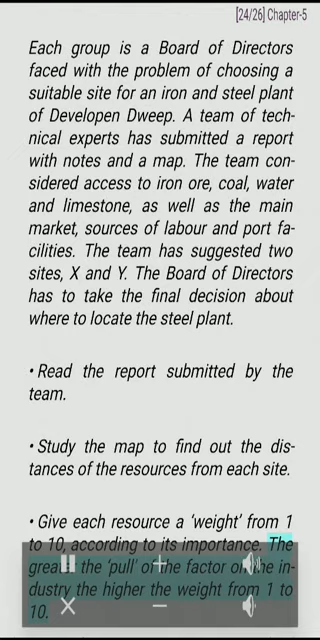 [24/26] Chapter-5
Each group is a Board of Directors
faced with the problem of choosing a
suitable site for an iron and steel plant
of Developen Dweep. A team of tech-
nical experts has submitted a report
with notes and a map. The team con-
sidered access to iron ore, coal, water
and limestone, as well as the main
market, sources of labour and port fa-
cilities. The team has suggested two
sites, X and Y. The Board of Directors
has to take the final decision about
where to locate the steel plant.
• Read the report submitted by the
team.
• Study the map to find out the dis-
tances of the resources from each site.
• Give each resource a ‘weight’ from 1
to 10, according to its importance. The
greater the ‘pull’ of the factor on the in-
dustry the higher the weight from 1 to
10.